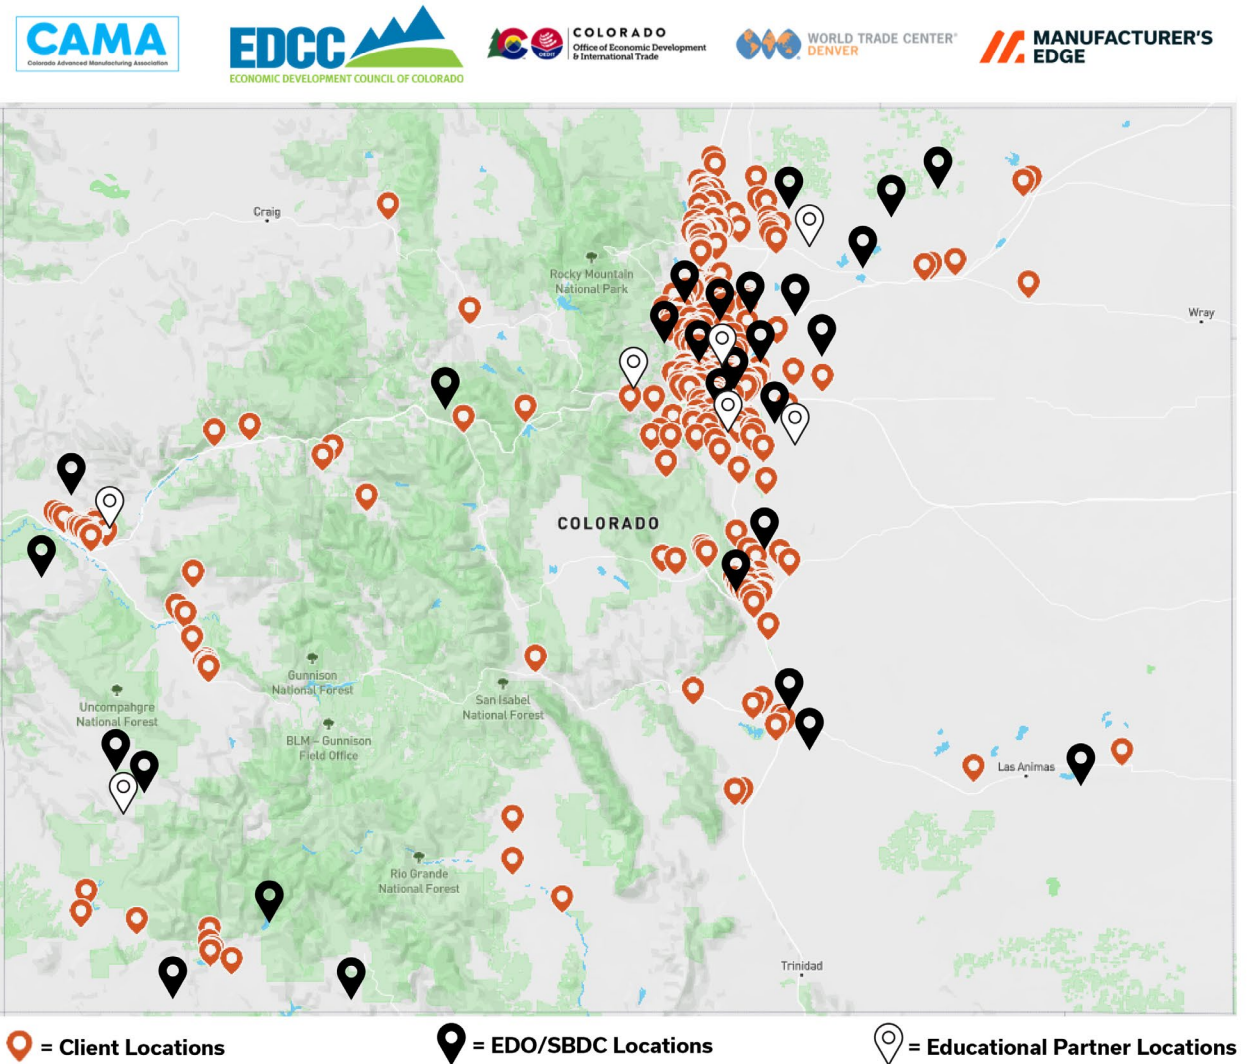 CAMA
Colorado Advanced Manufacturing Association
EDCC
ECONOMIC DEVELOPMENT COUNCIL OF COLORADO
OEDIT
COLORADO
Office of Economic Development
& International Trade
WORLD TRADE CENTER®
DENVER
MANUFACTURER'S
EDGE
Craig
Rocky Mountain
National Park
Wray
COLORADO
Gunnison
National Forest
San Isabel
National Forest
Uncompahgre
National Forest
BLM – Gunnison
Field Office
Las Animas
Rio Grande
National Forest
Trinidad
= Client Locations
= EDO/SBDC Locations
= Educational Partner Locations